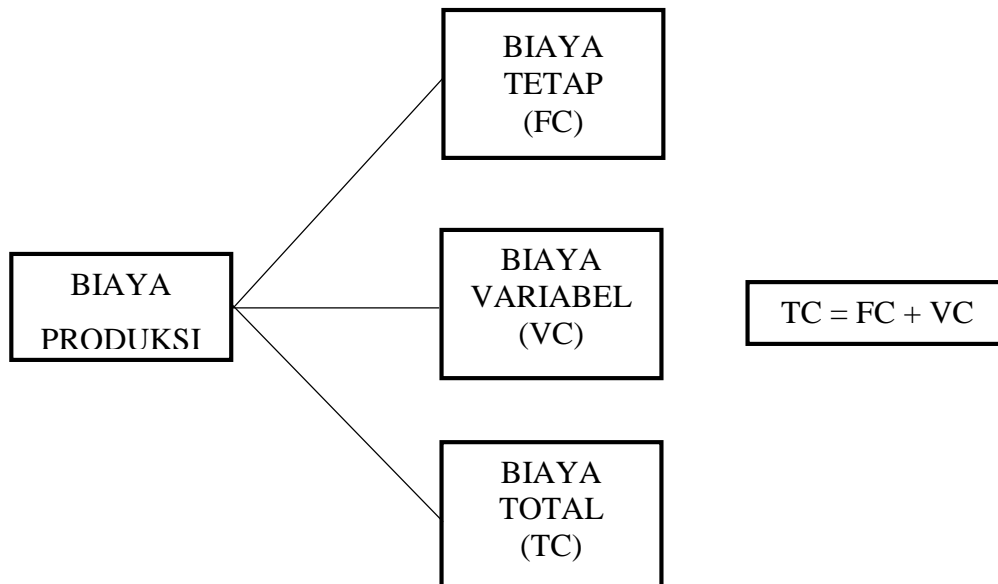 BIAYA
TETAP
(FC)
BIAYA
PRODUKSI
BIAYA
VARIABEL
(VC)
TC = FC + VC
BIAYA
TOTAL
(TC)